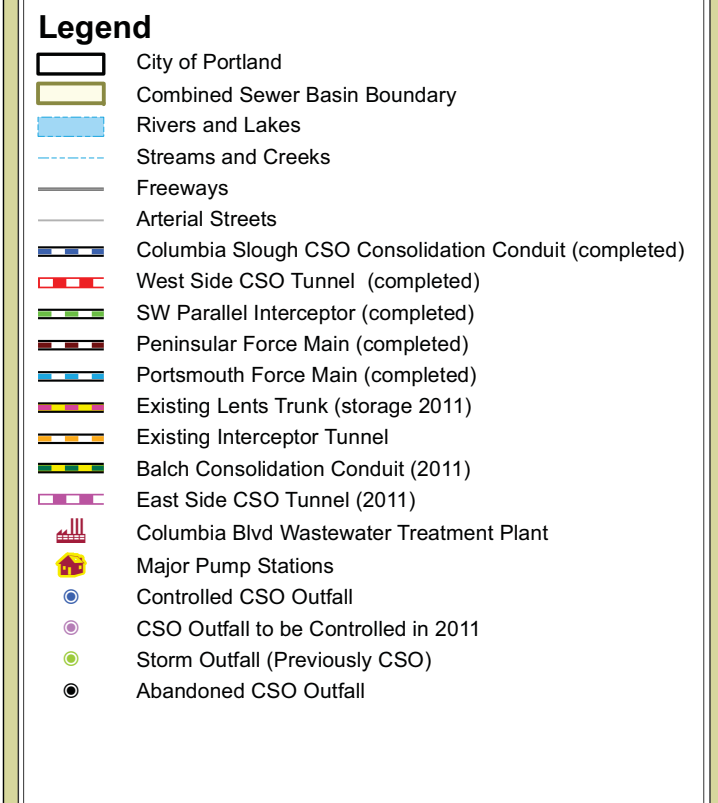 Legend
City of Portland
Combined Sewer Basin Boundary
Rivers and Lakes
Streams and Creeks
Freeways
Arterial Streets
Columbia Slough CSO Consolidation Conduit (completed)
West Side CSO Tunnel  (completed)
SW Parallel Interceptor (completed)
Peninsular Force Main (completed)
Portsmouth Force Main (completed)
Existing Lents Trunk (storage 2011)
Existing Interceptor Tunnel
Balch Consolidation Conduit (2011)
East Side CSO Tunnel (2011)
Columbia Blvd Wastewater Treatment Plant
Major Pump Stations
Controlled CSO Outfall
CSO Outfall to be Controlled in 2011
Storm Outfall (Previously CSO)
Abandoned CSO Outfall